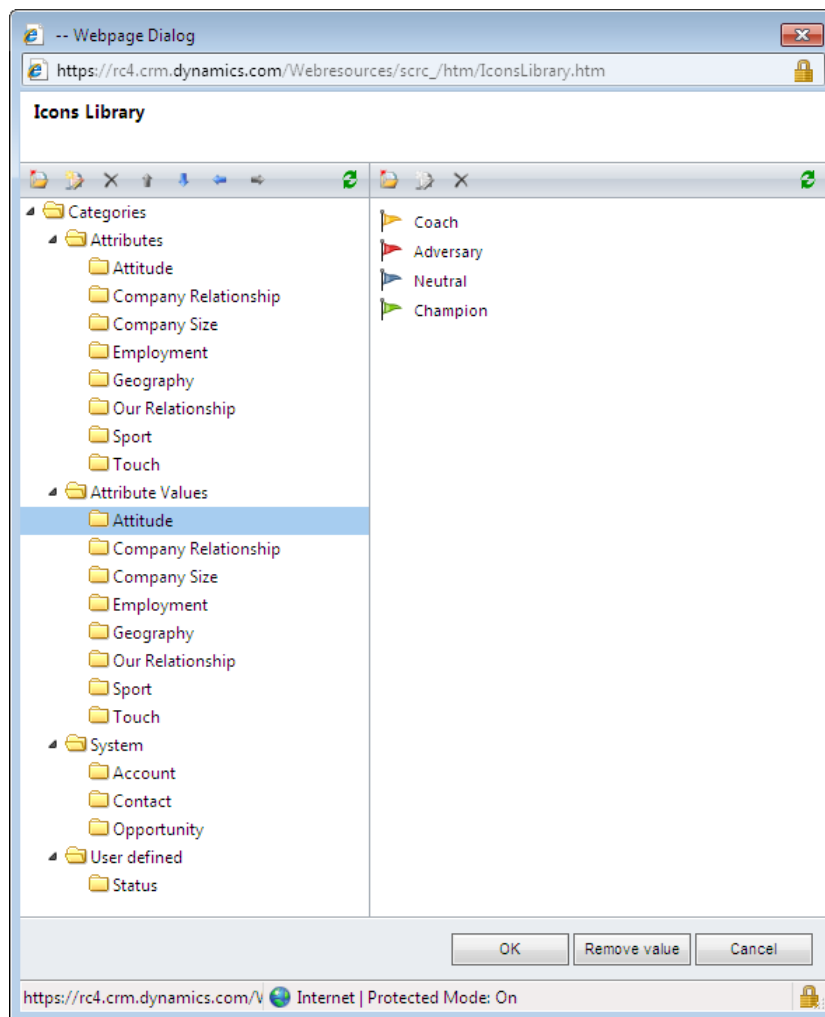 -- Webpage Dialog
https://rc4.crm.dynamics.com/Webresources/scrc_/htm/IconsLibrary.htm
Icons Library
Categories
Attributes
Attitude
Company Relationship
Company Size
Employment
Geography
Our Relationship
Sport
Touch
Attribute Values
Attitude
Company Relationship
Company Size
Employment
Geography
Our Relationship
Sport
Touch
System
Account
Contact
Opportunity
User defined
Status
Coach
Adversary
Neutral
Champion
OK Remove value Cancel
https://rc4.crm.dynamics.com/V Internet | Protected Mode: On